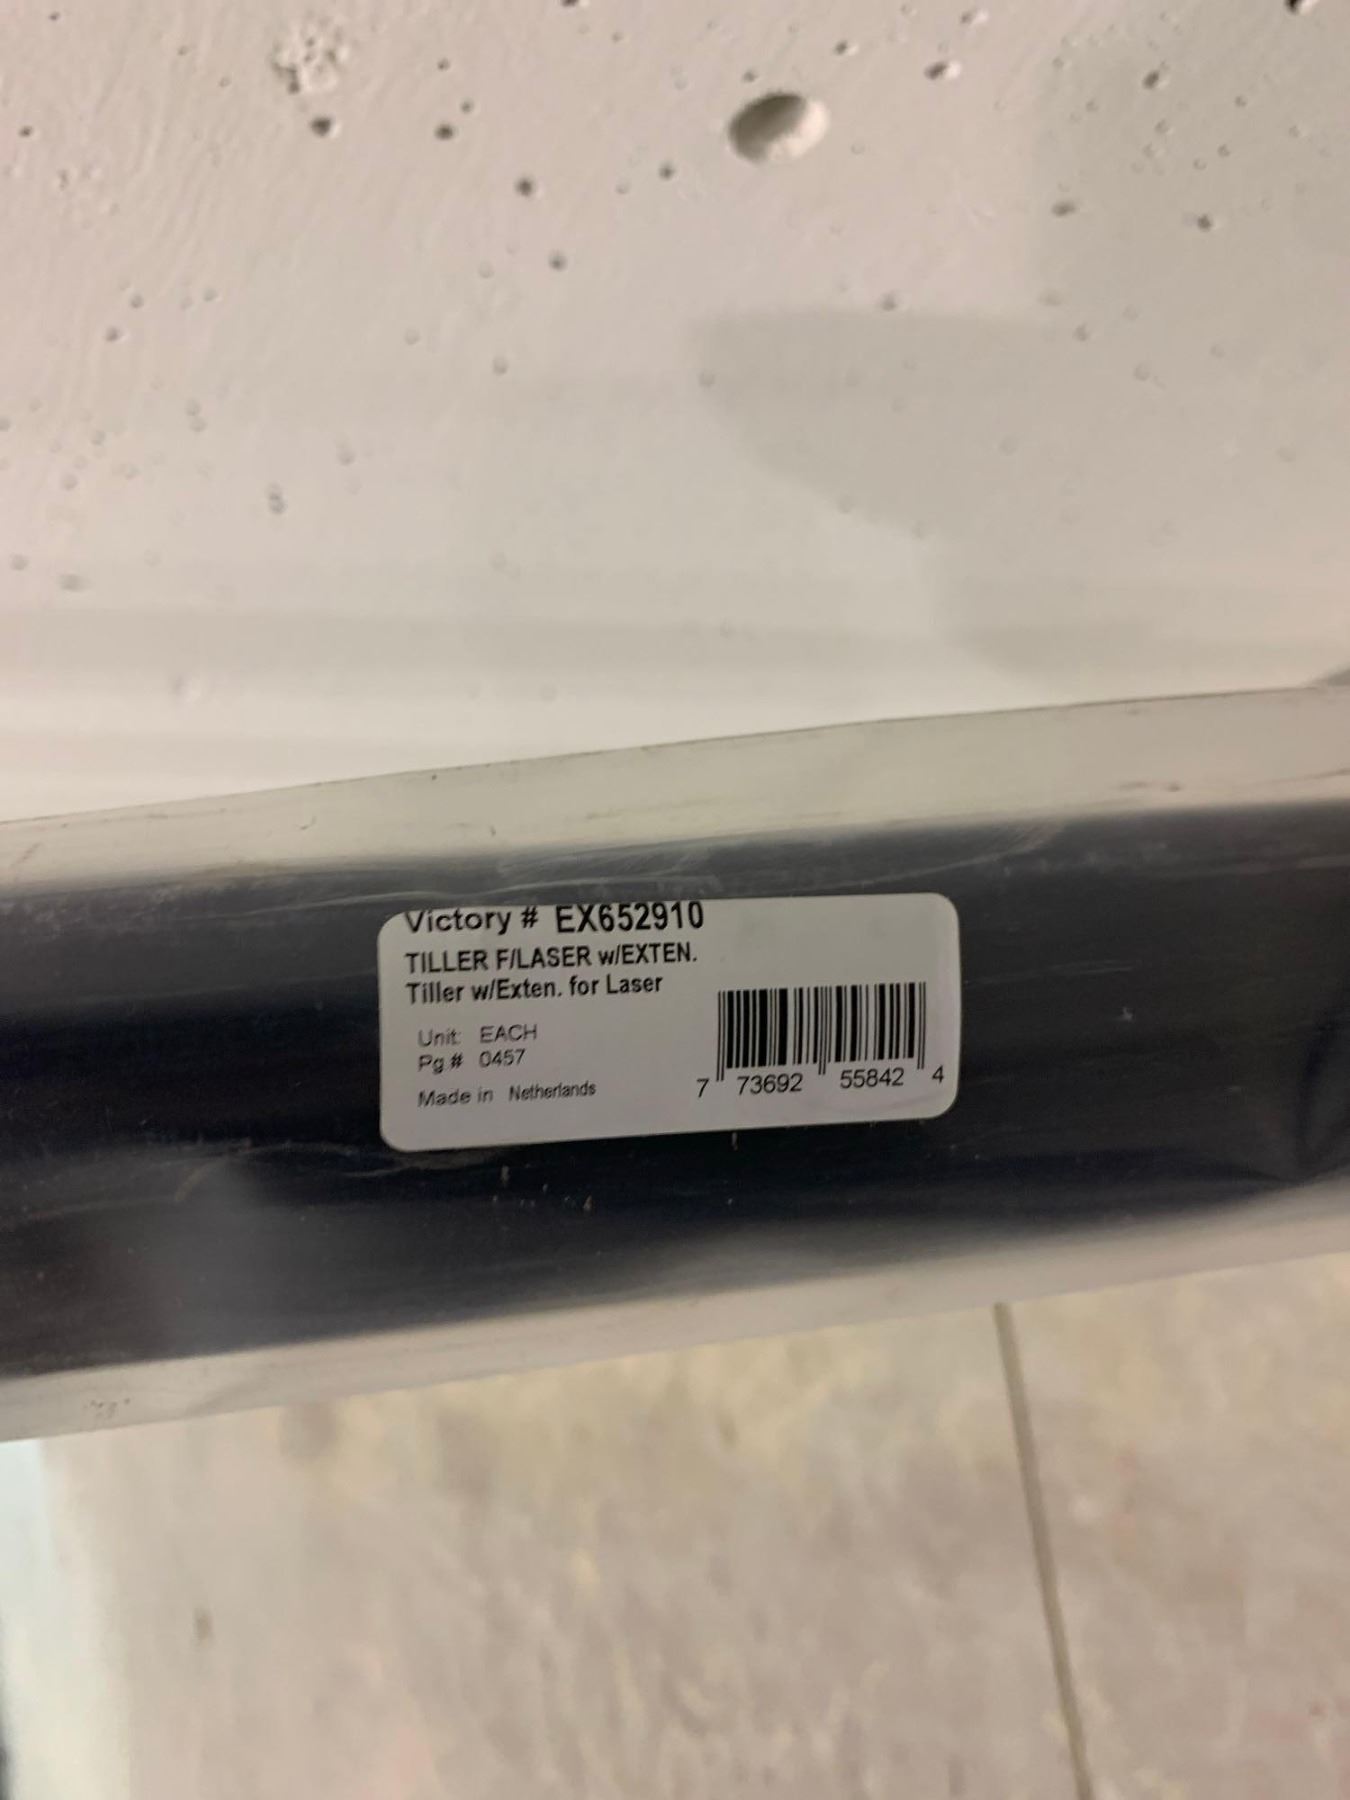 Victory # EX652910
TILLER F/LASER w/EXTEN.
Tiller w/Exten. for Laser
Unit: EACH
Pg # 0457
Made in Netherlands
7 73692 55842 4